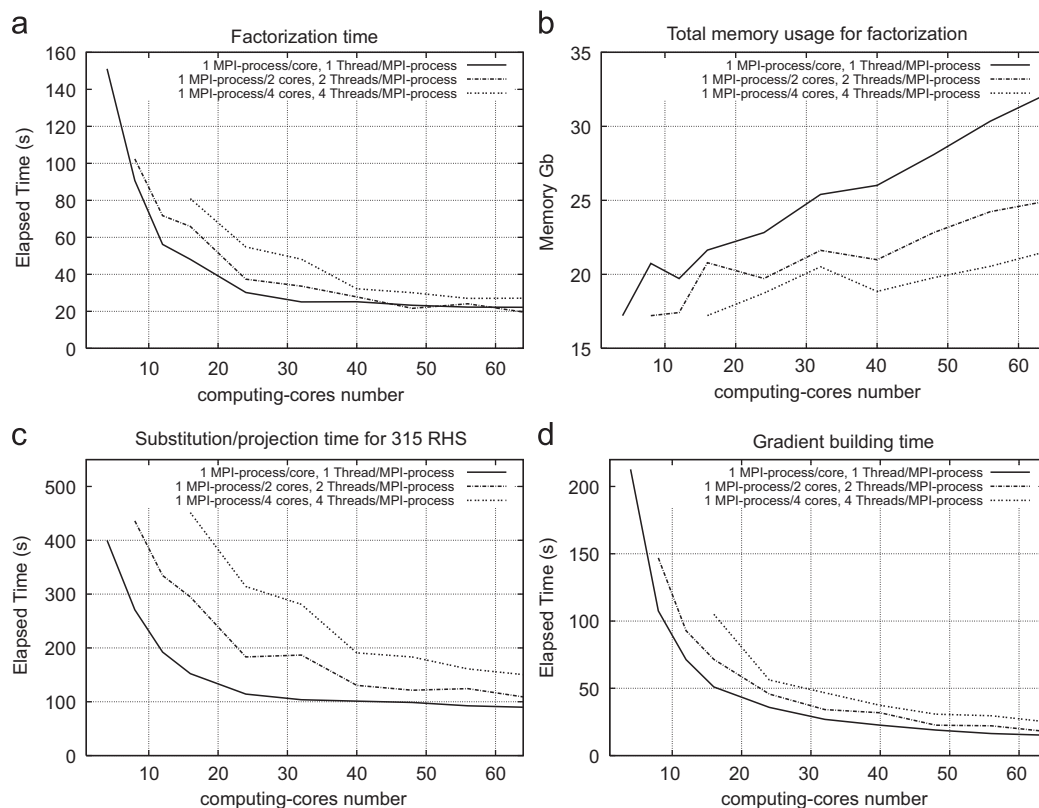 a
Factorization time
1 MPI-process/core, 1 Thread/MPI-process
1 MPI-process/2 cores, 2 Threads/MPI-process
1 MPI-process/4 cores, 4 Threads/MPI-process
160
140
120
100
80
60
40
20
0
Elapsed Time (s)
10 20 30 40 50 60
computing-cores number
b
Total memory usage for factorization
1 MPI-process/core, 1 Thread/MPI-process
1 MPI-process/2 cores, 2 Threads/MPI-process
1 MPI-process/4 cores, 4 Threads/MPI-process
35
30
25
20
15
Memory Gb
10 20 30 40 50 60
computing-cores number
c
Substitution/projection time for 315 RHS
1 MPI-process/core, 1 Thread/MPI-process
1 MPI-process/2 cores, 2 Threads/MPI-process
1 MPI-process/4 cores, 4 Threads/MPI-process
500
400
300
200
100
0
Elapsed Time (s)
10 20 30 40 50 60
computing-cores number
d
Gradient building time
1 MPI-process/core, 1 Thread/MPI-process
1 MPI-process/2 cores, 2 Threads/MPI-process
1 MPI-process/4 cores, 4 Threads/MPI-process
200
150
100
50
0
Elapsed Time (s)
10 20 30 40 50 60
computing-cores number